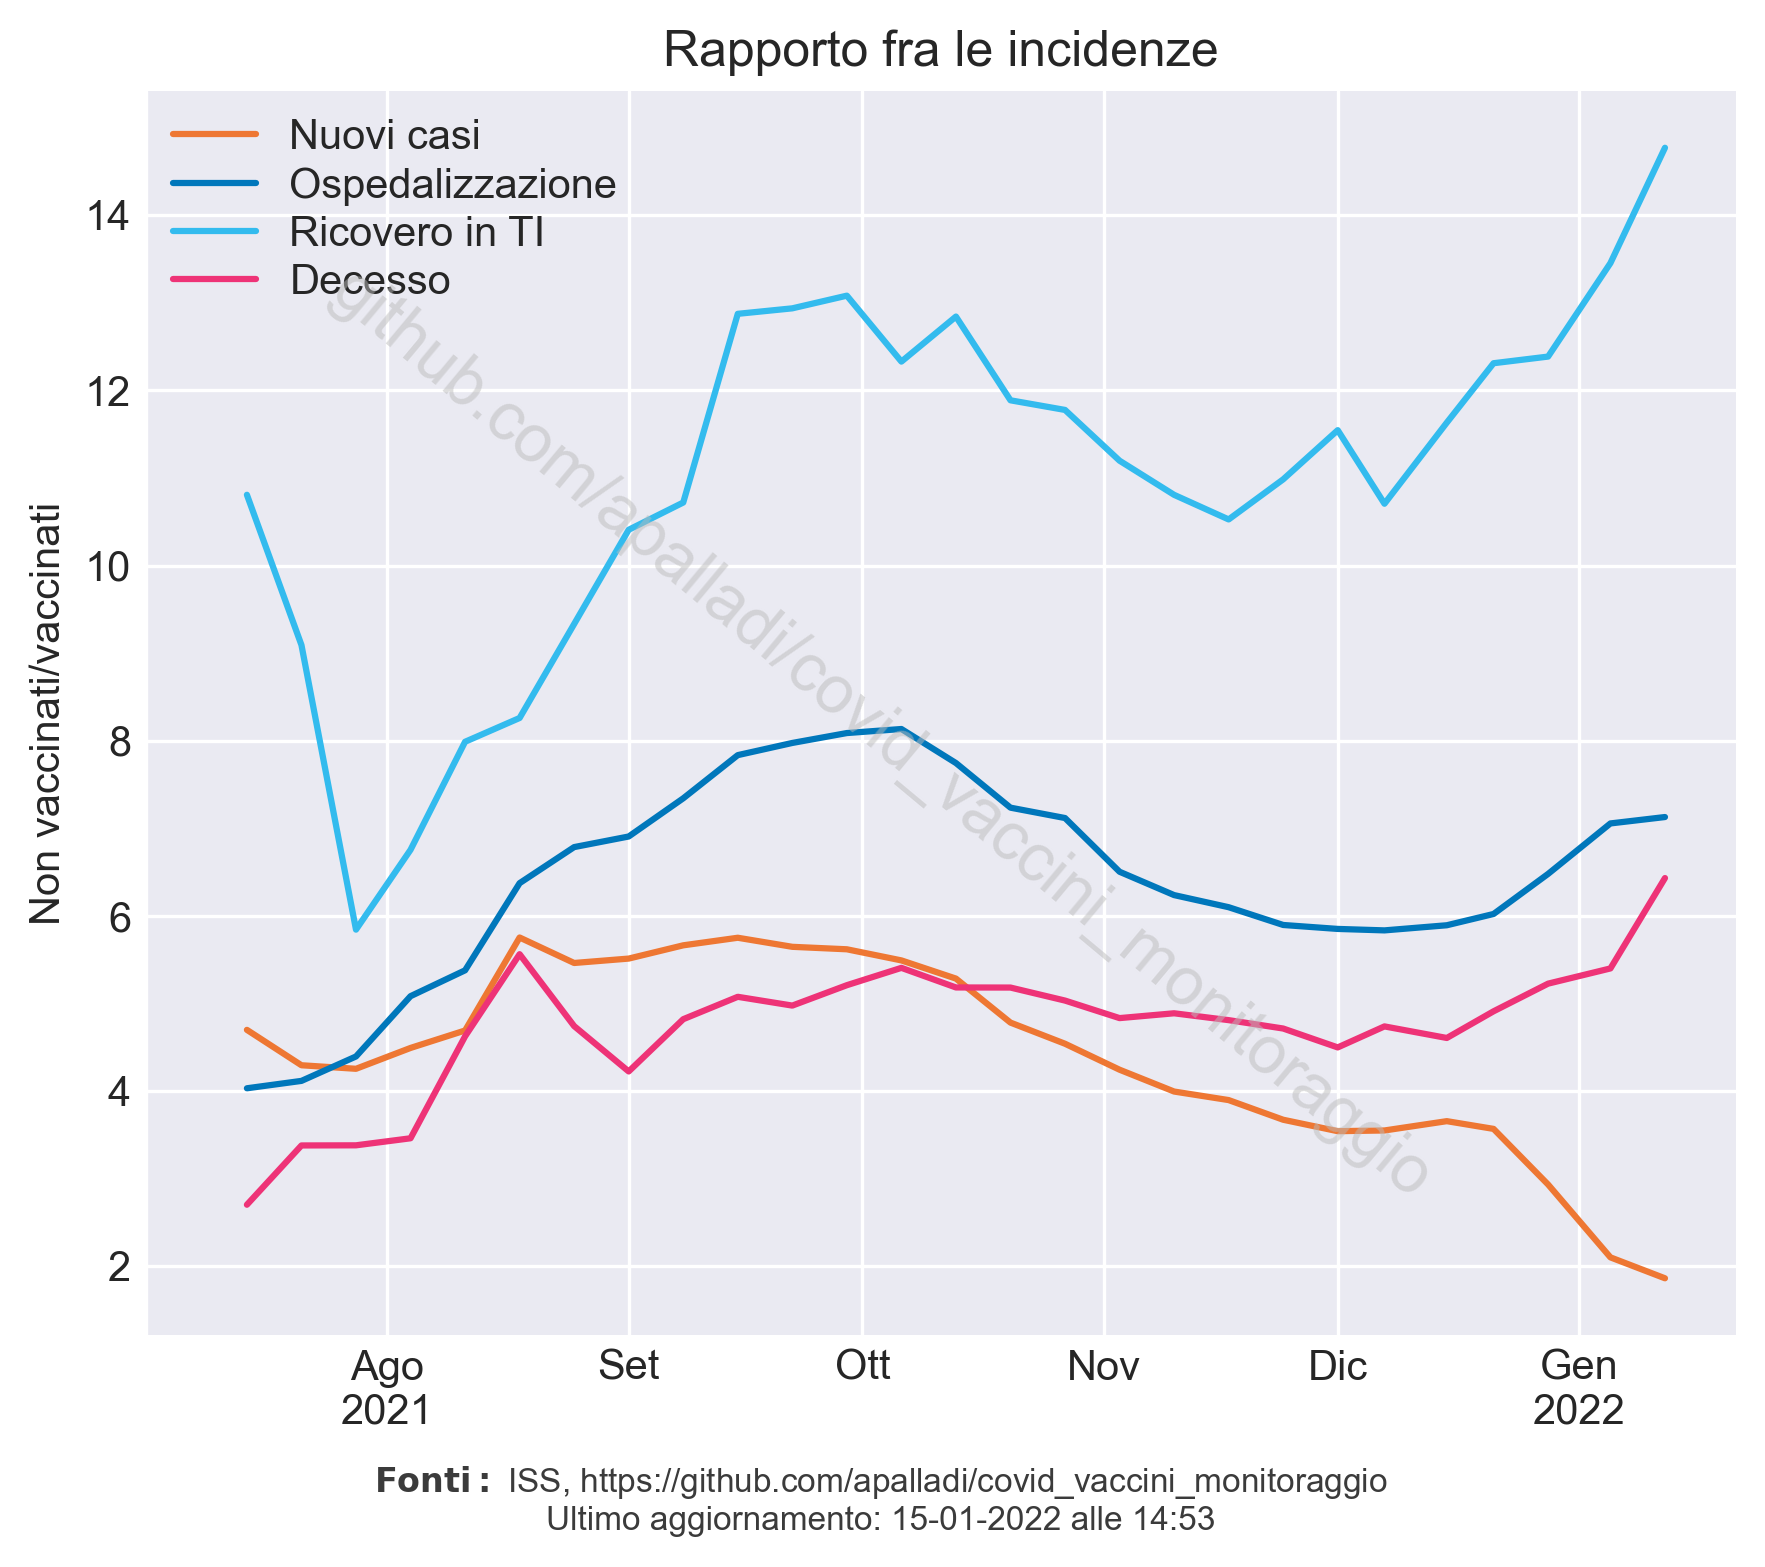 Rapporto fra le incidenze
Nuovi casi
Ospedalizzazione
Ricovero in TI
Decesso
github.com/apalladi/covid_vaccini_monitoraggio
Non vaccinati/vaccinati
14
12
10
8
6
4
2
Ago Set Ott Nov Dic Gen
2021 2022
Fonti: ISS, https://github.com/apalladi/covid_vaccini_monitoraggio
Ultimo aggiornamento: 15-01-2022 alle 14:53